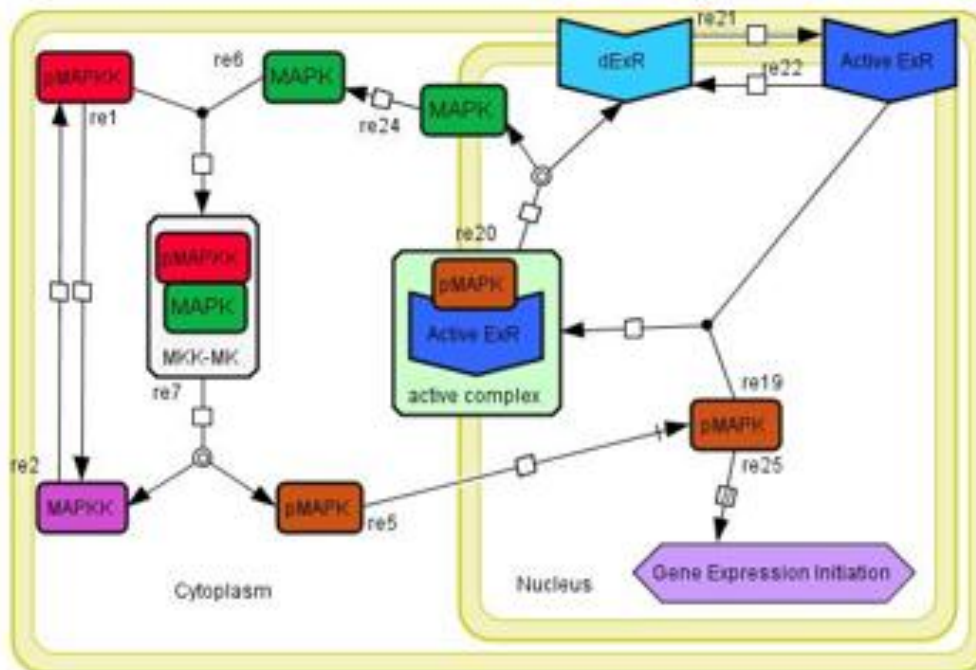 re21
pMAPKK
re6
MAPK
dExR
Active ExR
re22
re1
re24
MAPK
re20
pMAPKK
MAPK
pMAPK
Active ExR
MKK-MK
active complex
re7
re19
pMAPK
re2
re25
MAPKK
pMAPK
re5
Gene Expression Initiation
Cytoplasm
Nucleus